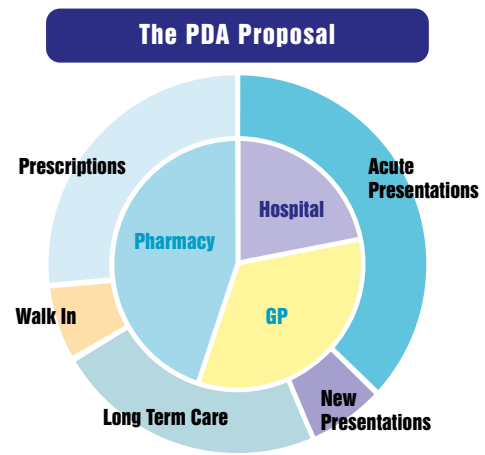 The PDA Proposal
Prescriptions
Acute
Presentations
Hospital
Pharmacy
Walk In
GP
Long Term Care
New
Presentations